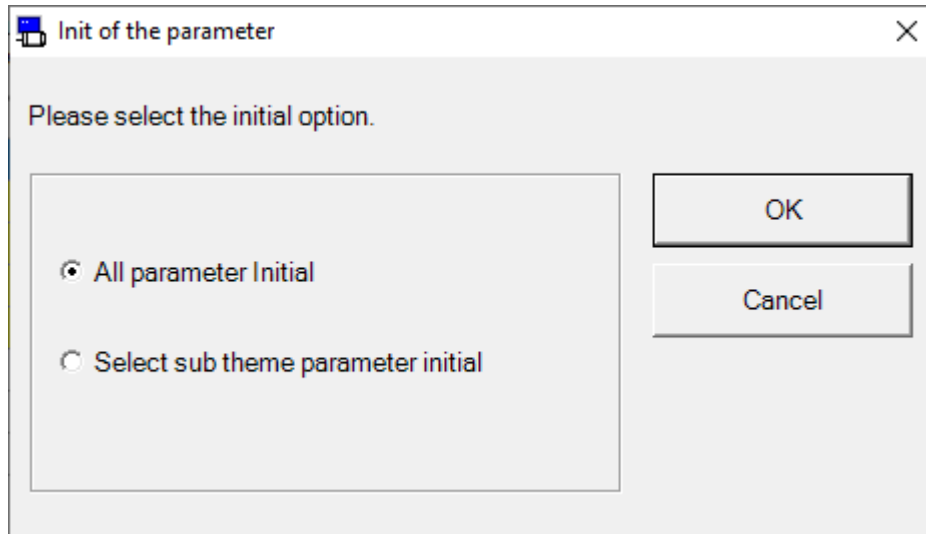 Init of the parameter
Please select the initial option.
All parameter Initial
Select sub theme parameter initial
OK
Cancel